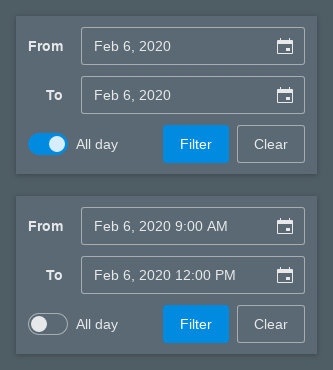 From Feb 6, 2020
To Feb 6, 2020
All day Filter Clear
From Feb 6, 2020 9:00 AM
To Feb 6, 2020 12:00 PM
All day Filter Clear